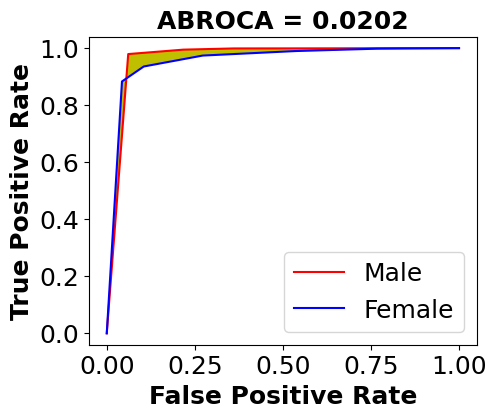 ABROCA = 0.0202
True Positive Rate
1.0
0.8
0.6
0.4
0.2
0.0
Male
Female
0.00 0.25 0.50 0.75 1.00
False Positive Rate